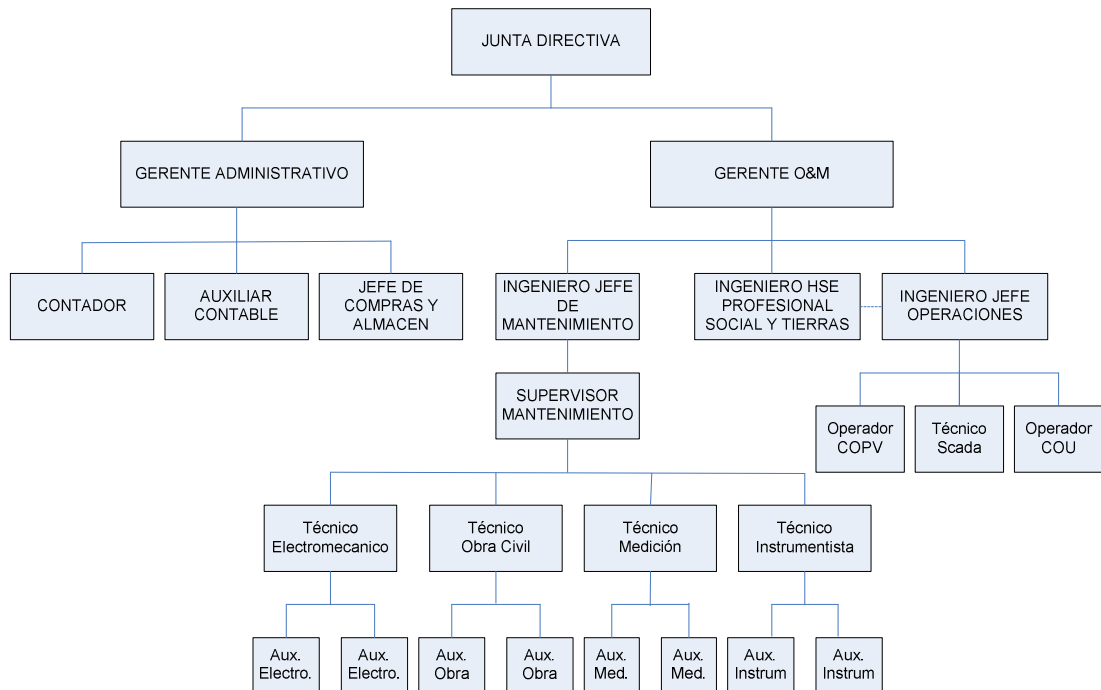 JUNTA DIRECTIVA
GERENTE ADMINISTRATIVO
GERENTE O&M
CONTADOR
AUXILIAR
CONTABLE
JEFE DE
COMPRAS Y
ALMACEN
INGENIERO JEFE
DE
MANTENIMIENTO
INGENIERO HSE
PROFESIONAL
SOCIAL Y TIERRAS
INGENIERO JEFE
OPERACIONES
SUPERVISOR
MANTENIMIENTO
Operador
COPV
Técnico
Scada
Operador
COU
Técnico
Electromecanico
Técnico
Obra Civil
Técnico
Medición
Técnico
Instrumentista
Aux.
Electro.
Aux.
Electro.
Aux.
Obra
Aux.
Obra
Aux.
Med.
Aux.
Med.
Aux.
Instrum
Aux.
Instrum